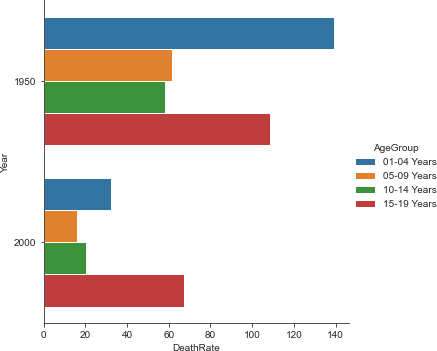 Year
1950
2000
0 20 40 60 80 100 120 140
DeathRate
AgeGroup
01-04 Years
05-09 Years
10-14 Years
15-19 Years